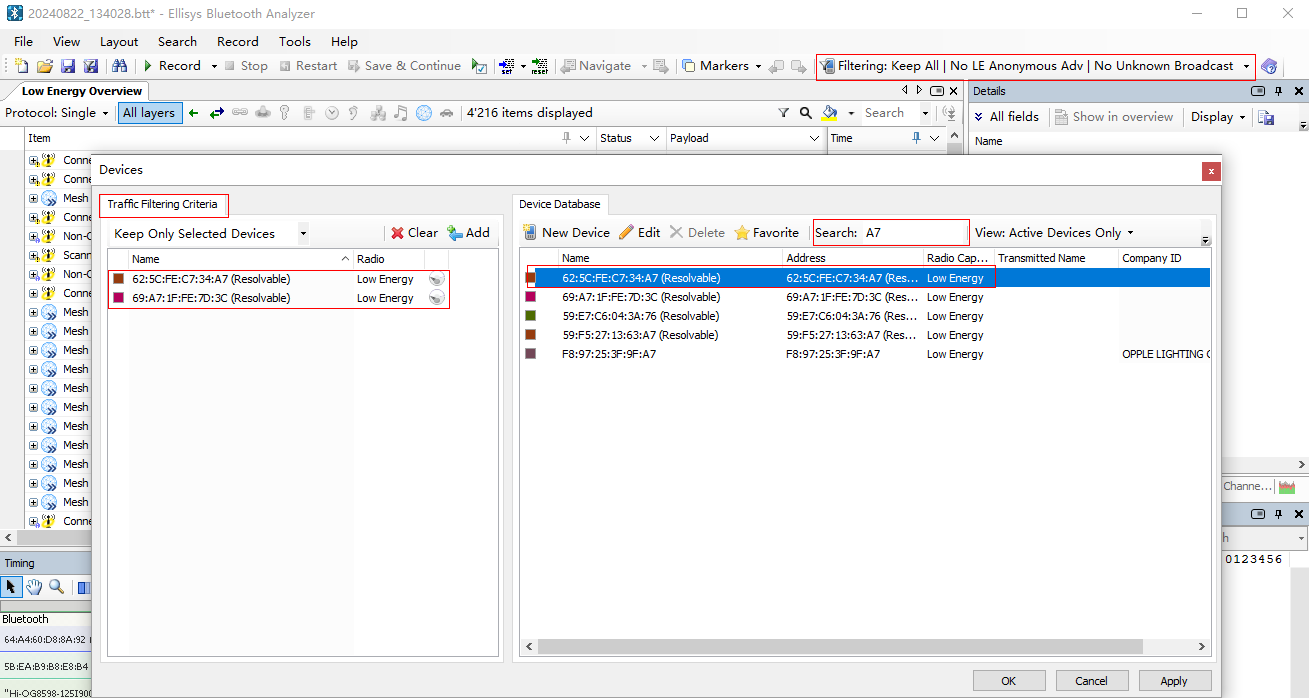 20240822_134028.btt* - Ellisys Bluetooth Analyzer
File View Layout Search Record Tools Help
Record Stop Restart Save & Continue set reset Navigate Markers Filtering: Keep All | No LE Anonymous Adv | No Unknown Broadcast
Low Energy Overview
Details
Protocol: Single All layers 4'216 items displayed Search
All fields Show in overview Display
Item Status Payload Time
Name
Conne
Conne
Mesh
Conne
Non-C
Scann
Non-C
Conne
Mesh
Mesh
Mesh
Mesh
Mesh
Mesh
Mesh
Mesh
Mesh
Mesh
Mesh
Conne
Devices
Traffic Filtering Criteria
Keep Only Selected Devices Clear Add
Name Radio
62:5C:FE:C7:34:A7 (Resolvable) Low Energy
69:A7:1F:FE:7D:3C (Resolvable) Low Energy
Device Database
New Device Edit Delete Favorite Search: A7 View: Active Devices Only
Name Address Radio Cap... Transmitted Name Company ID
62:5C:FE:C7:34:A7 (Resolvable) 62:5C:FE:C7:34:A7 (Res... Low Energy
69:A7:1F:FE:7D:3C (Resolvable) 69:A7:1F:FE:7D:3C (Res... Low Energy
59:E7:C6:04:3A:76 (Resolvable) 59:E7:C6:04:3A:76 (Res... Low Energy
59:F5:27:13:63:A7 (Resolvable) 59:F5:27:13:63:A7 (Res... Low Energy
F8:97:25:3F:9F:A7 F8:97:25:3F:9F:A7 Low Energy OPPLE LIGHTING
Channe...
0123456
Timing
Bluetooth
64:A4:60:D8:8A:92
5B:EA:B9:B8:E8:B4
"Hi-OG8598-125I900
OK Cancel Apply